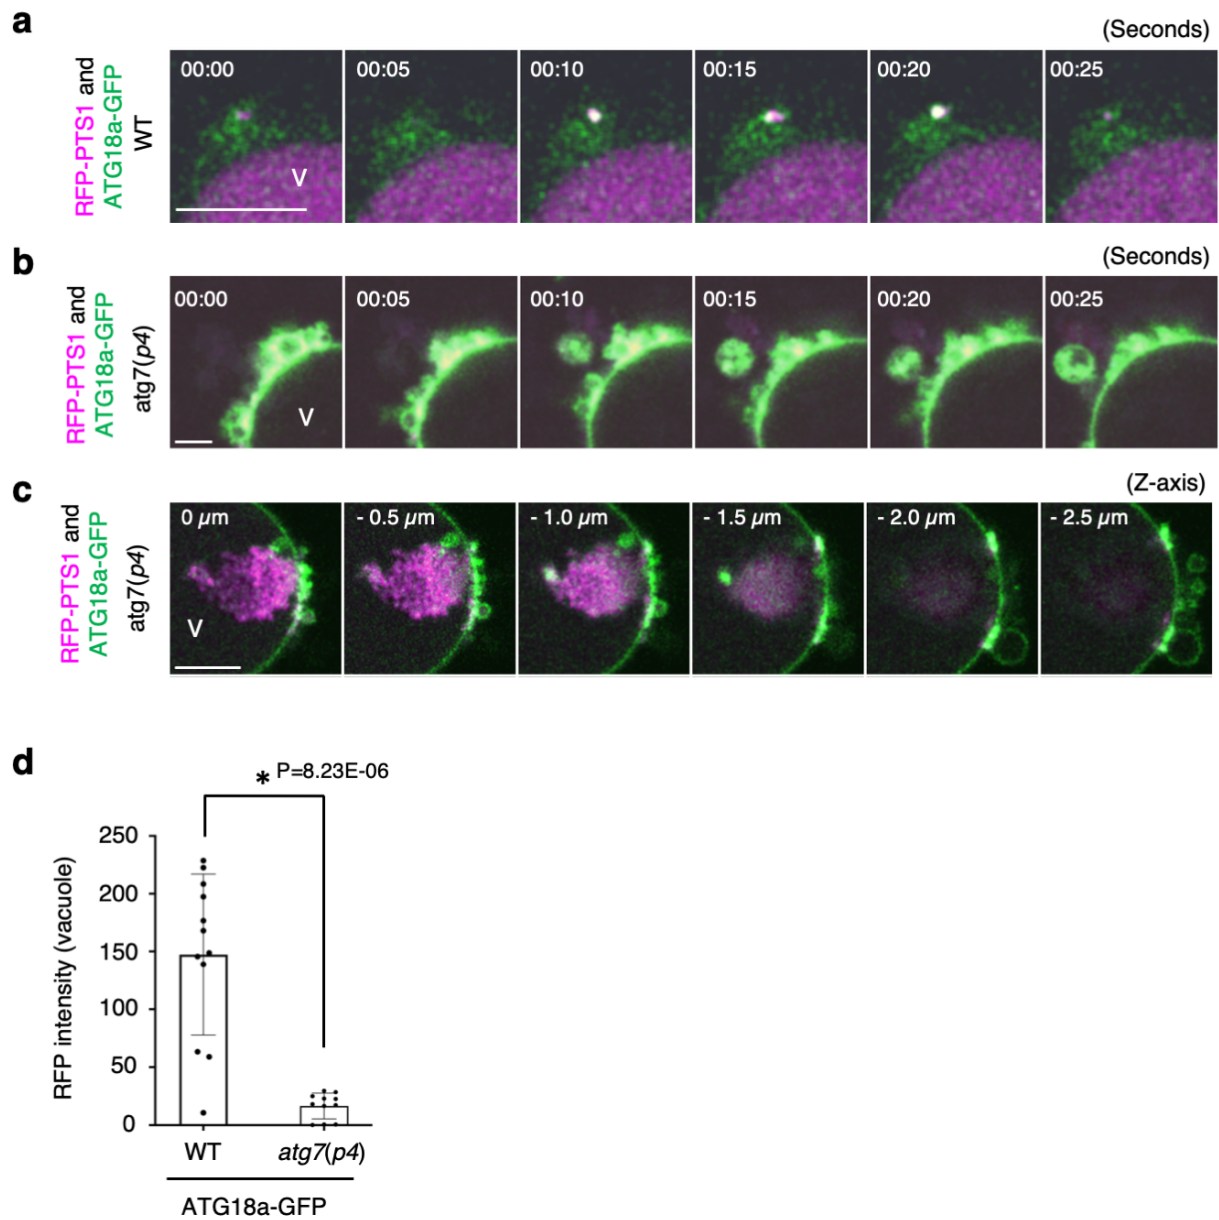 a
(Seconds)
RFP-PTS1 and
ATG18a-GFP
WT
00:00
00:05
00:10
00:15
00:20
00:25
V
b
(Seconds)
RFP-PTS1 and
ATG18a-GFP
atg7(p4)
00:00
00:05
00:10
00:15
00:20
00:25
V
c
(Z-axis)
RFP-PTS1 and
ATG18a-GFP
atg7(p4)
0 µm
- 0.5 µm
- 1.0 µm
- 1.5 µm
- 2.0 µm
- 2.5 µm
V
d
* P=8.23E-06
RFP intensity (vacuole)
250
200
150
100
50
0
WT
atg7(p4)
ATG18a-GFP